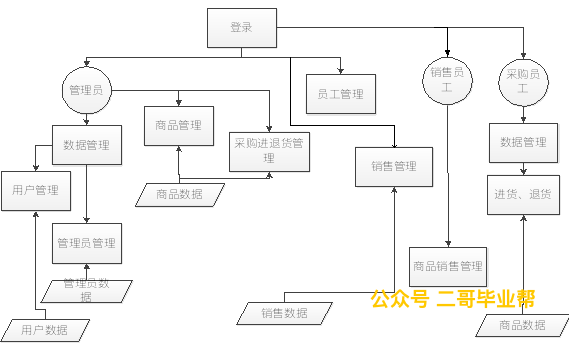 登录
管理员
销售员
工
采购员
工
员工管理
商品管理
数据管理
采购进退货管
理
数据管理
销售管理
用户管理
进货、退货
商品数据
管理员管理
商品销售管理
管理员数
据
公众号 二哥毕业帮
销售数据
用户数据
商品数据